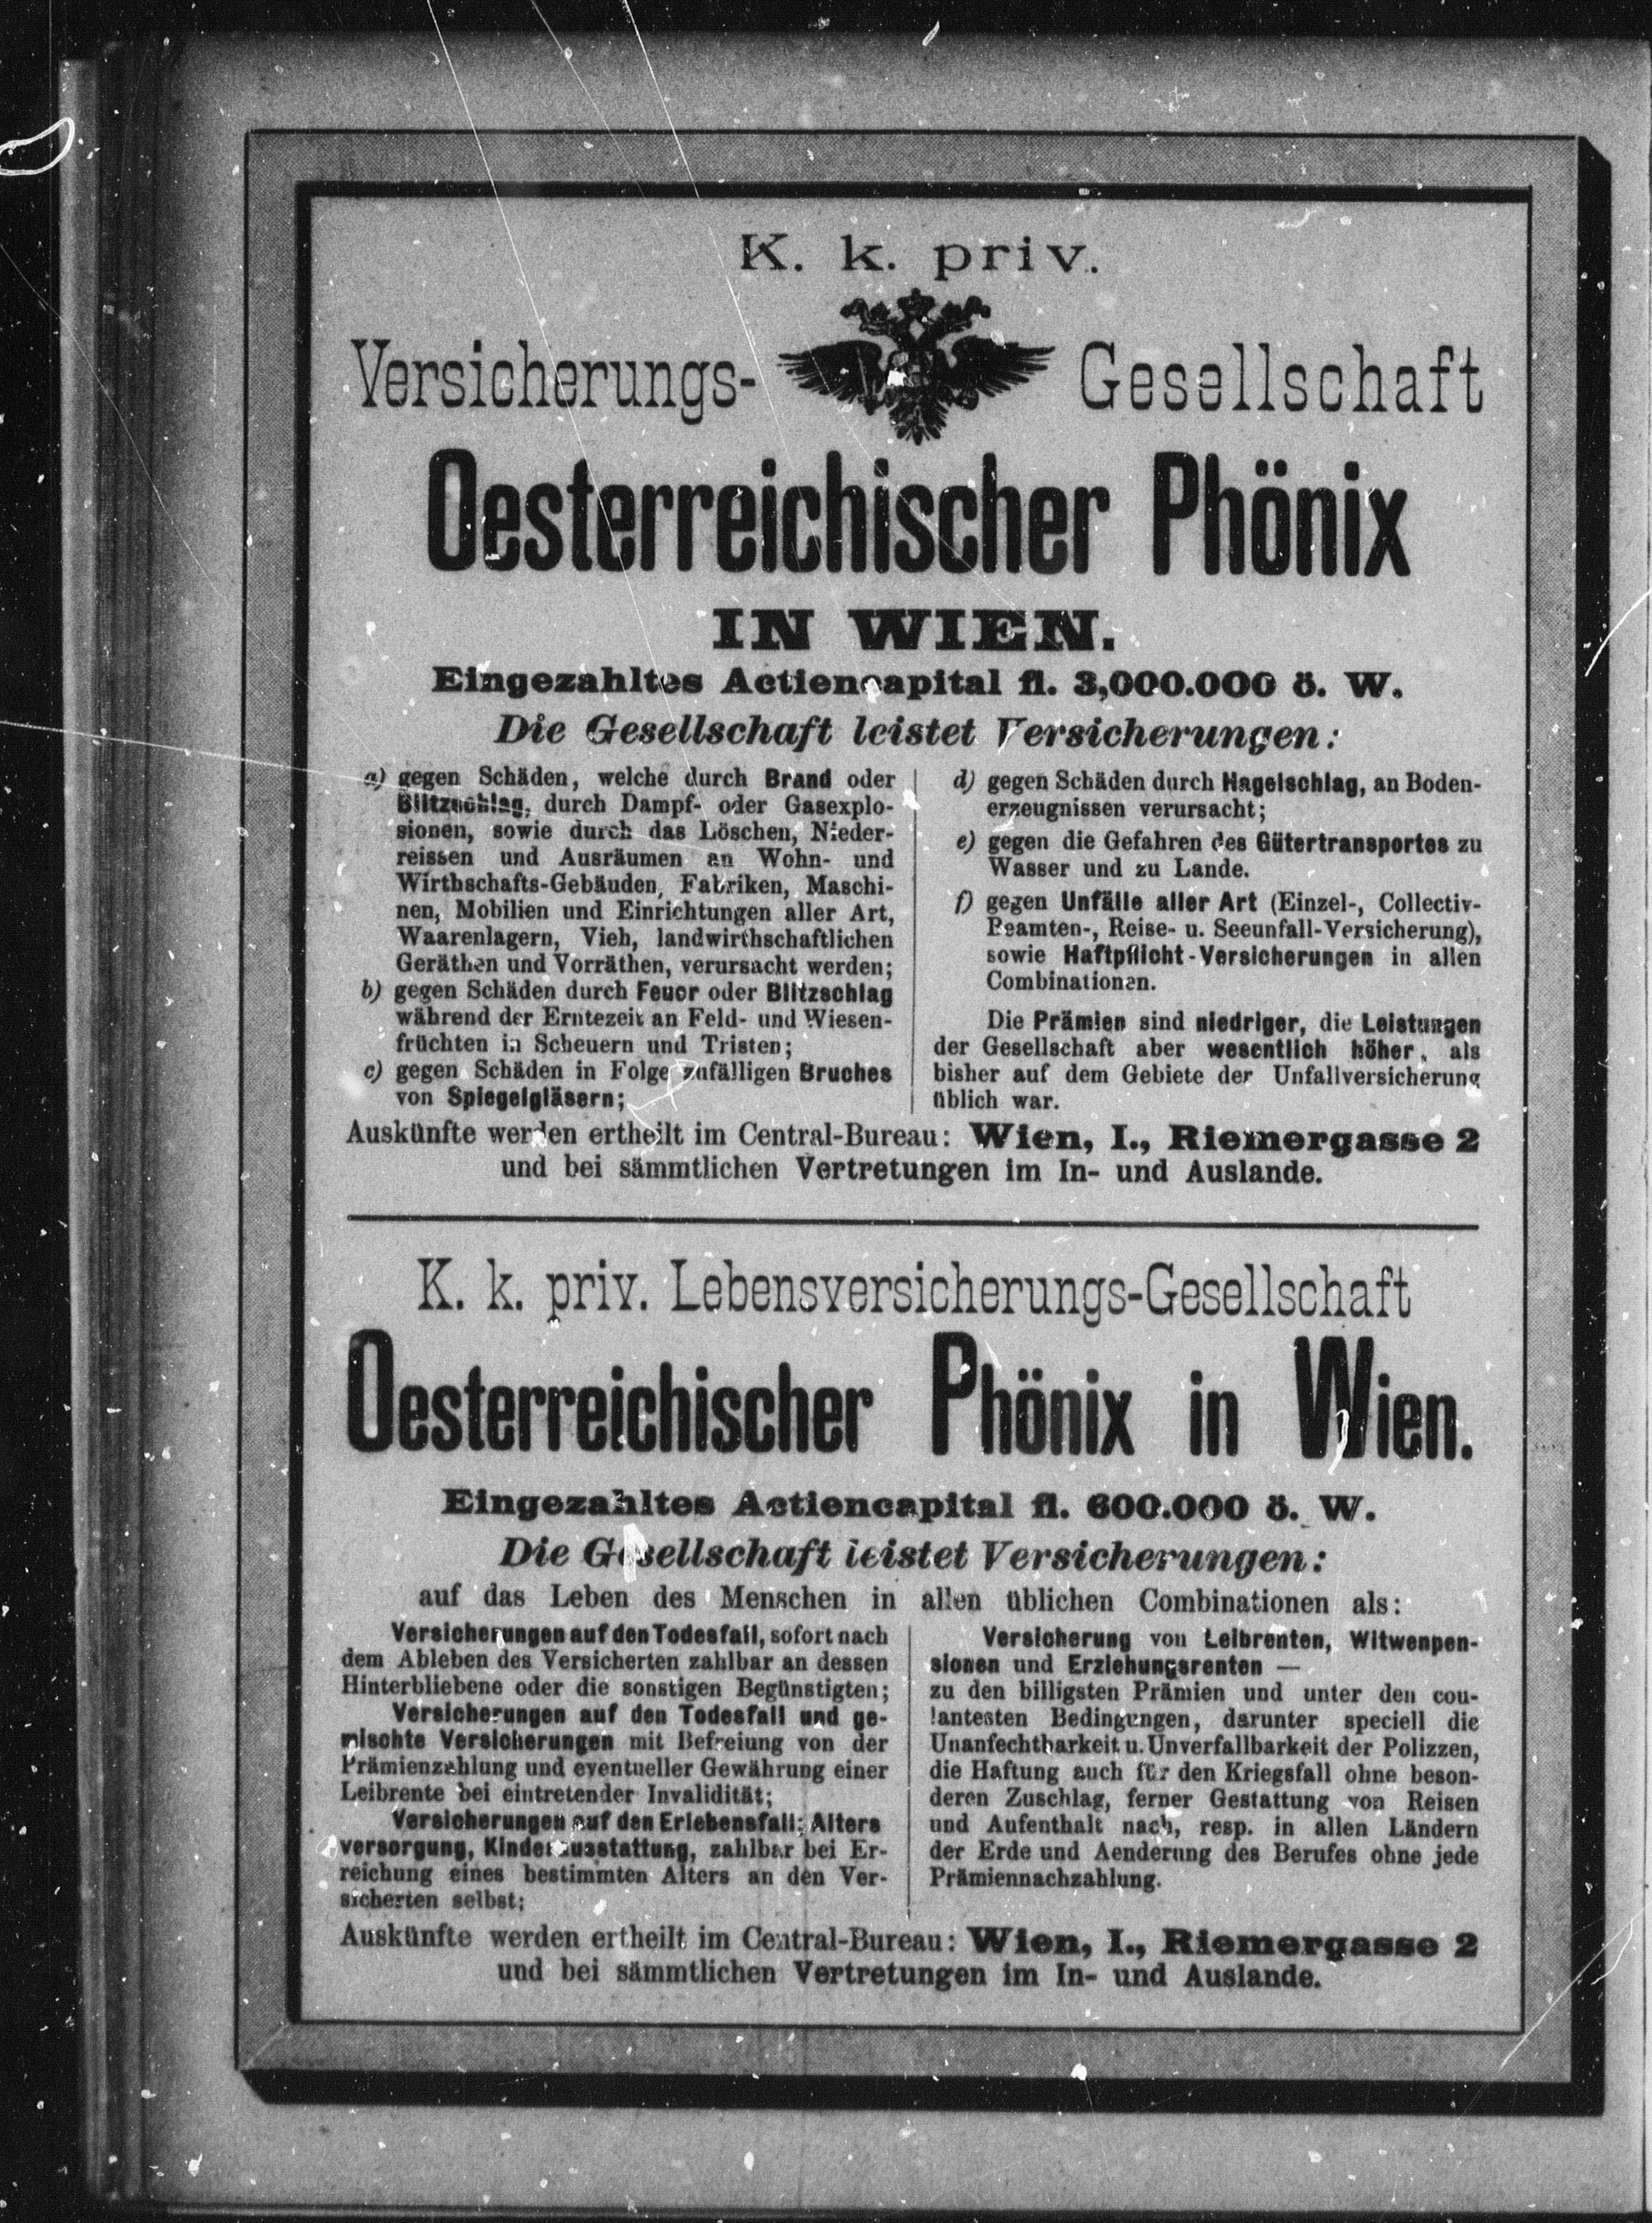 K. k. priv.
Versicherungs- Gesellschaft
Oesterreichischer Phönix
IN WIEN.
Eingezahltes Actiencapital fl. 3,000.000 ö. W.
Die Gesellschaft leistet Versicherungen:
a) gegen Schäden, welche durch Brand oder
Blitzschlag, durch Dampf- oder Gasexplo-
sionen, sowie durch das Löschen, Nieder-
reissen und Ausräumen an Wohn- und
Wirthschafts-Gebäuden, Fabriken, Maschi-
nen, Mobilien und Einrichtungen aller Art,
Waarenlagern, Vieh, landwirthschaftlichen
Geräthen und Vorräthen, verursacht werden;
b) gegen Schäden durch Feuer oder Blitzschlag
während der Erntezeit an Feld- und Wiesen-
früchten in Scheuern und Tristen;
c) gegen Schäden in Folge zufälligen Bruches
von Spiegelgläsern;
d) gegen Schäden durch Hagelschlag, an Boden-
erzeugnissen verursacht;
e) gegen die Gefahren des Gütertransportes zu
Wasser und zu Lande.
f) gegen Unfälle aller Art (Einzel-, Collectiv-
Beamten-, Reise- u. Seeunfall-Versicherung),
sowie Haftpflicht-Versicherungen in allen
Combinationen.
Die Prämien sind niedriger, die Leistungen
der Gesellschaft aber wesentlich höher, als
bisher auf dem Gebiete der Unfallversicherung
üblich war.
Auskünfte werden ertheilt im Central-Bureau: Wien, I., Riemergasse 2
und bei sämmtlichen Vertretungen im In- und Auslande.
K. k. priv. Lebensversicherungs-Gesellschaft
Oesterreichischer Phönix in Wien.
Eingezahltes Actiencapital fl. 600.000 ö. W.
Die Gesellschaft leistet Versicherungen:
auf das Leben des Menschen in allen üblichen Combinationen als:
Versicherungen auf den Todesfall, sofort nach
dem Ableben des Versicherten zahlbar an dessen
Hinterbliebene oder die sonstigen Begünstigten;
Versicherungen auf den Todesfall und ge-
mischte Versicherungen mit Befreiung von der
Prämienzahlung und eventueller Gewährung einer
Leibrente bei eintretender Invalidität;
Versicherungen auf den Erlebensfall; Alters
versorgung, Kinderausstattung, zahlbar bei Er-
reichung eines bestimmten Alters an den Ver-
sicherten selbst;
Versicherung von Leibrenten, Witwenpen-
sionen und Erziehungsrenten —
zu den billigsten Prämien und unter den cou-
lantesten Bedingungen, darunter speciell die
Unanfechtbarkeit u. Unverfallbarkeit der Polizzen,
die Haftung auch für den Kriegsfall ohne beson-
deren Zuschlag, ferner Gestattung von Reisen
und Aufenthalt nach, resp. in allen Ländern
der Erde und Aenderung des Berufes ohne jede
Prämiennachzahlung.
Auskünfte werden ertheilt im Central-Bureau: Wien, I., Riemergasse 2
und bei sämmtlichen Vertretungen im In- und Auslande.